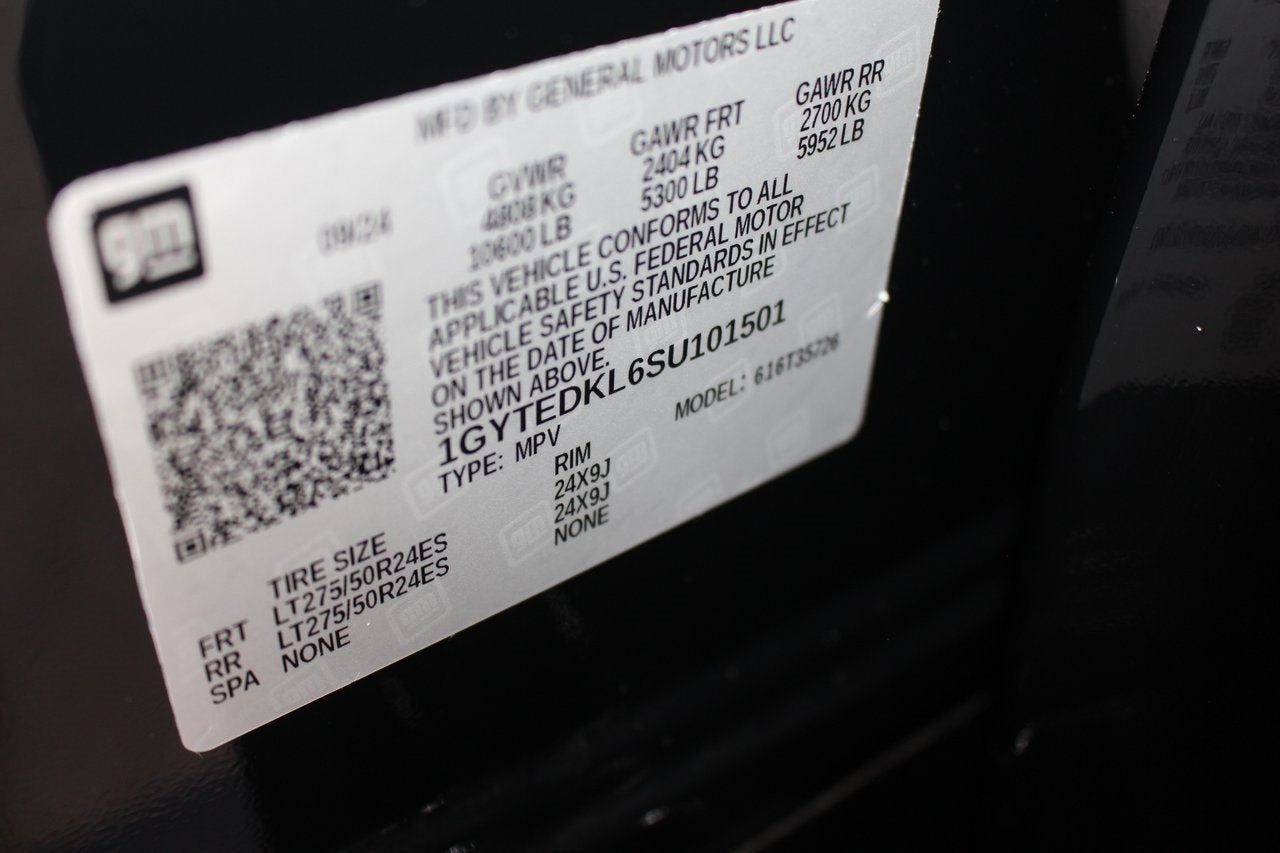 MFD BY GENERAL MOTORS LLC
gm
09/24
GVWR GAWR FRT GAWR RR
4808 KG 2404 KG 2700 KG
10600 LB 5300 LB 5952 LB
THIS VEHICLE CONFORMS TO ALL
APPLICABLE U.S. FEDERAL MOTOR
VEHICLE SAFETY STANDARDS IN EFFECT
ON THE DATE OF MANUFACTURE
SHOWN ABOVE.
1GYTEDKL6SU101501
TYPE: MPV MODEL: 616T35726
TIRE SIZE RIM
FRT LT275/50R24ES 24X9J
RR LT275/50R24ES 24X9J
SPA NONE NONE